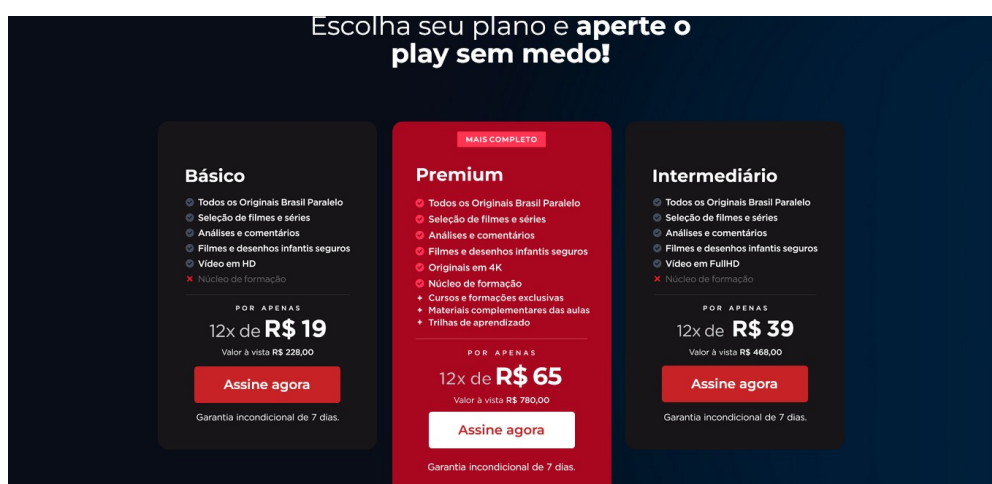 Escolha seu plano e aperte o
play sem medo!
Básico
Todos os Originais Brasil Paralelo
Seleção de filmes e séries
Análises e comentários
Filmes e desenhos infantis seguros
Vídeo em HD
Núcleo de formação
POR APENAS
12x de R$ 19
Valor à vista R$ 228,00
Assine agora
Garantia incondicional de 7 dias.
MAIS COMPLETO
Premium
Todos os Originais Brasil Paralelo
Seleção de filmes e séries
Análises e comentários
Filmes e desenhos infantis seguros
Originais em 4K
Núcleo de formação
+ Cursos e formações exclusivas
+ Materiais complementares das aulas
+ Trilhas de aprendizado
POR APENAS
12x de R$ 65
Valor à vista R$ 780,00
Assine agora
Garantia incondicional de 7 dias.
Intermediário
Todos os Originais Brasil Paralelo
Seleção de filmes e séries
Análises e comentários
Filmes e desenhos infantis seguros
Vídeo em FullHD
Núcleo de formação
POR APENAS
12x de R$ 39
Valor à vista R$ 468,00
Assine agora
Garantia incondicional de 7 dias.